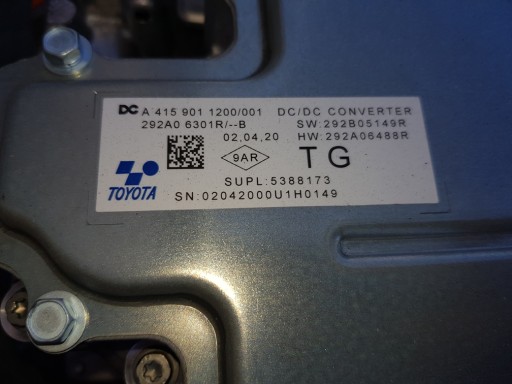 DC A 415 901 1200/001 DC/DC CONVERTER
292A0 6301R/--B SW:292B05149R
02,04,20 HW:292A06488R
9AR TG
TOYOTA SUPL:5388173
SN:02042000U1H0149